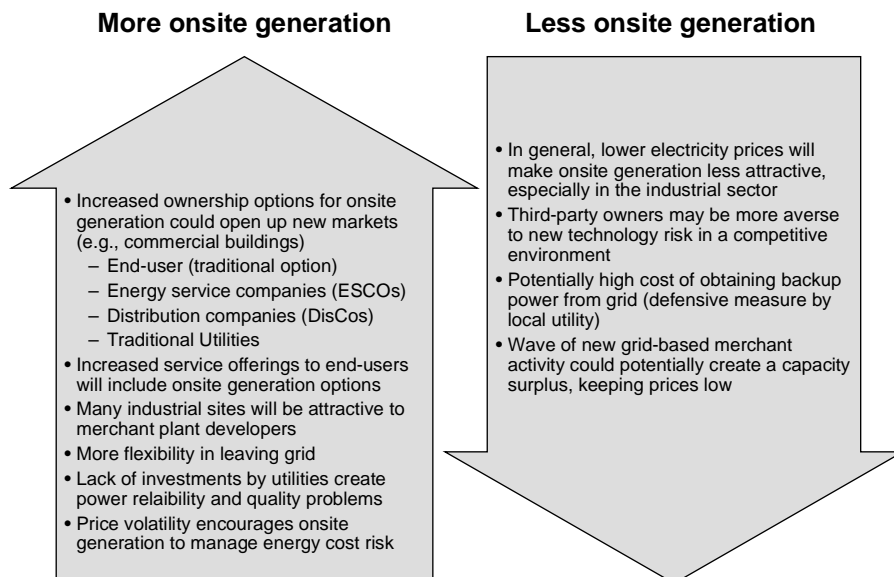 More onsite generation
• Increased ownership options for onsite
generation could open up new markets
(e.g., commercial buildings)
– End-user (traditional option)
– Energy service companies (ESCOs)
– Distribution companies (DisCos)
– Traditional Utilities
• Increased service offerings to end-users
will include onsite generation options
• Many industrial sites will be attractive to
merchant plant developers
• More flexibility in leaving grid
• Lack of investments by utilities create
power relaibility and quality problems
• Price volatility encourages onsite
generation to manage energy cost risk
Less onsite generation
• In general, lower electricity prices will
make onsite generation less attractive,
especially in the industrial sector
• Third-party owners may be more averse
to new technology risk in a competitive
environment
• Potentially high cost of obtaining backup
power from grid (defensive measure by
local utility)
• Wave of new grid-based merchant
activity could potentially create a capacity
surplus, keeping prices low